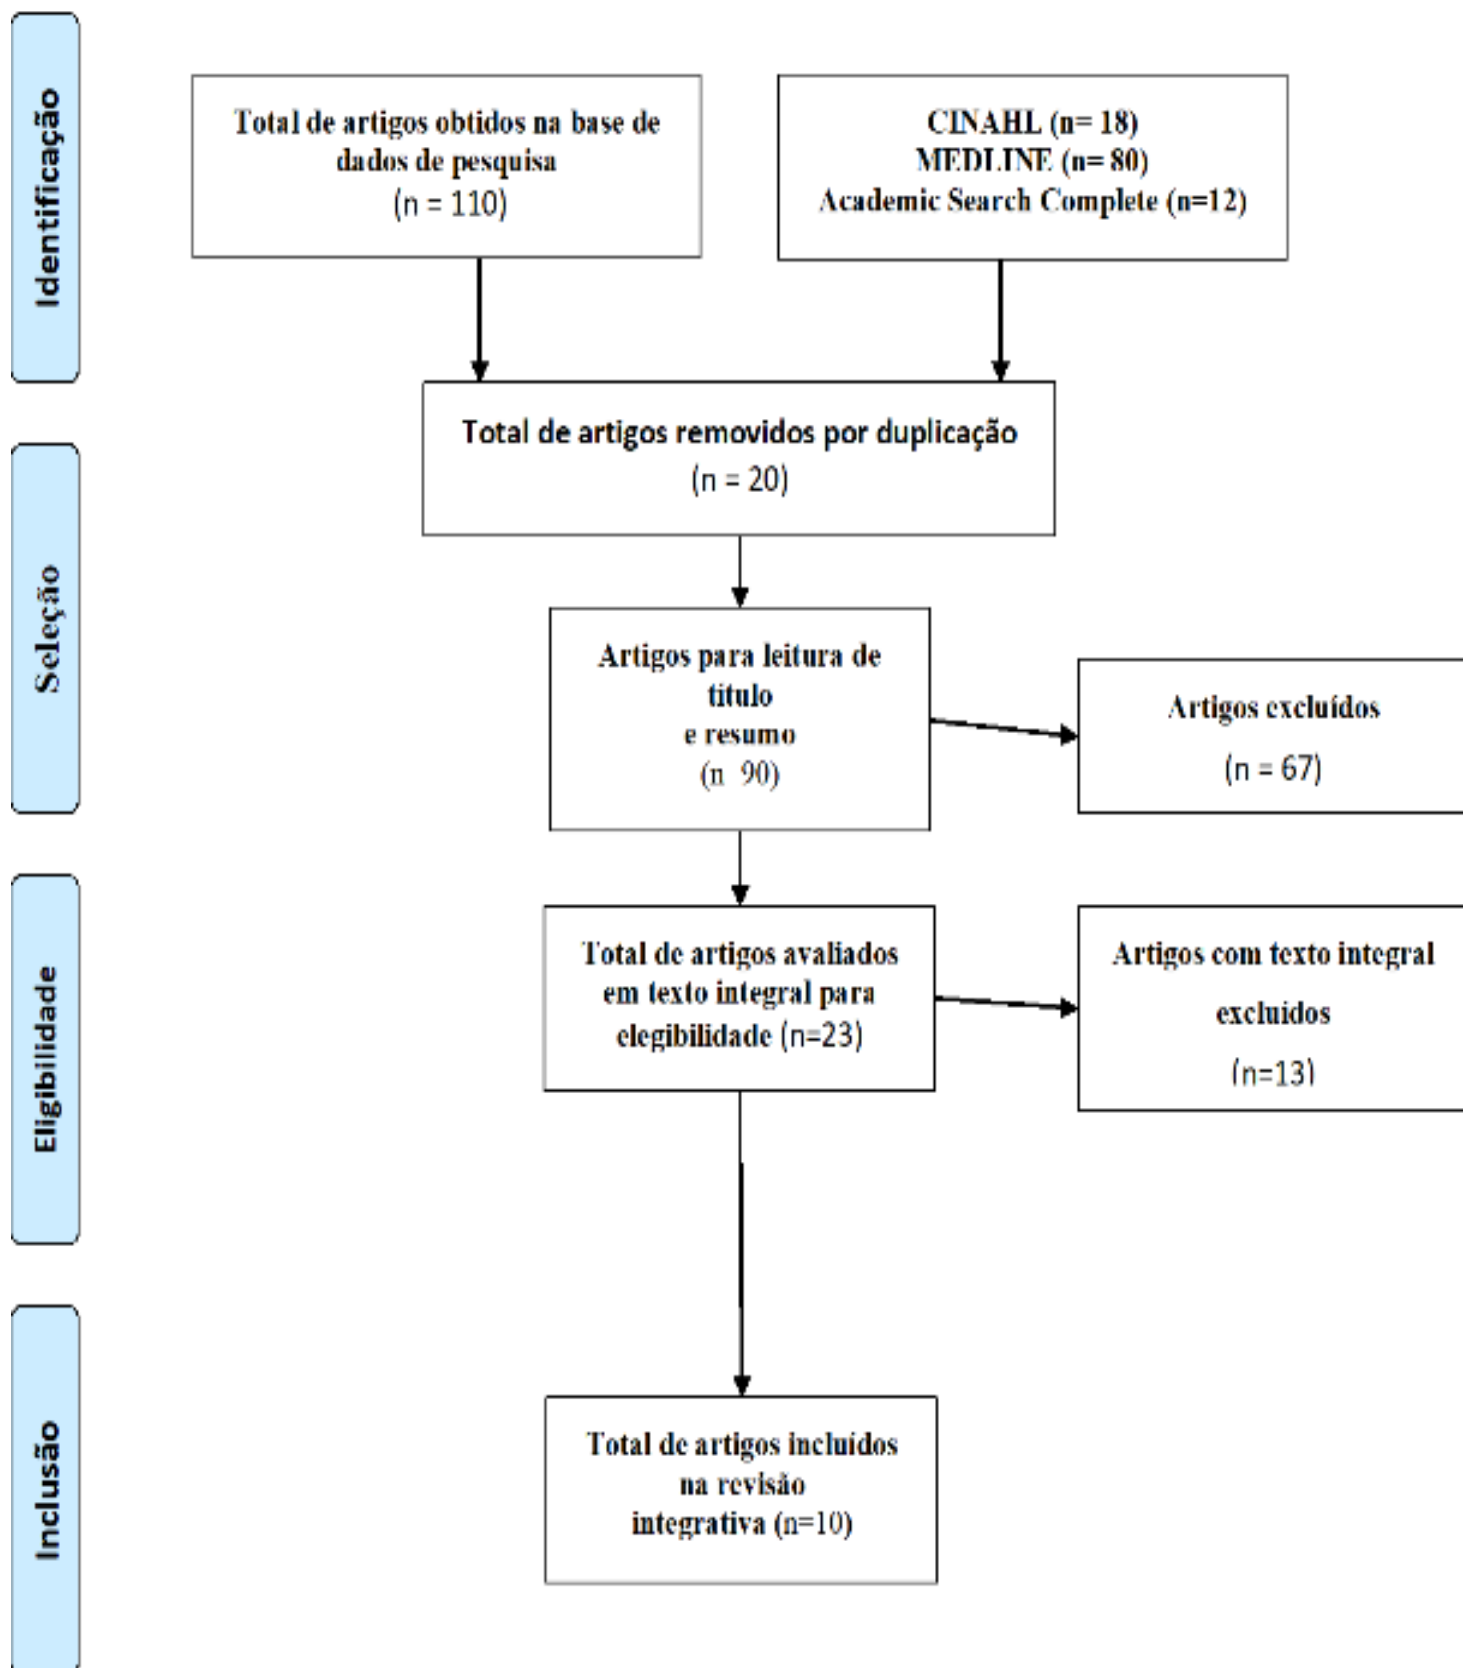 Identificação
Total de artigos obtidos na base de
dados de pesquisa
(n = 110)
CINAHL (n= 18)
MEDLINE (n= 80)
Academic Search Complete (n=12)
Total de artigos removidos por duplicação
(n = 20)
Seleção
Artigos para leitura de
titulo
e resumo
(n 90)
Artigos excluídos
(n = 67)
Eligibilidade
Total de artigos avaliados
em texto integral para
elegibilidade (n=23)
Artigos com texto integral
excluidos
(n=13)
Inclusão
Total de artigos incluídos
na revisão
integrativa (n=10)